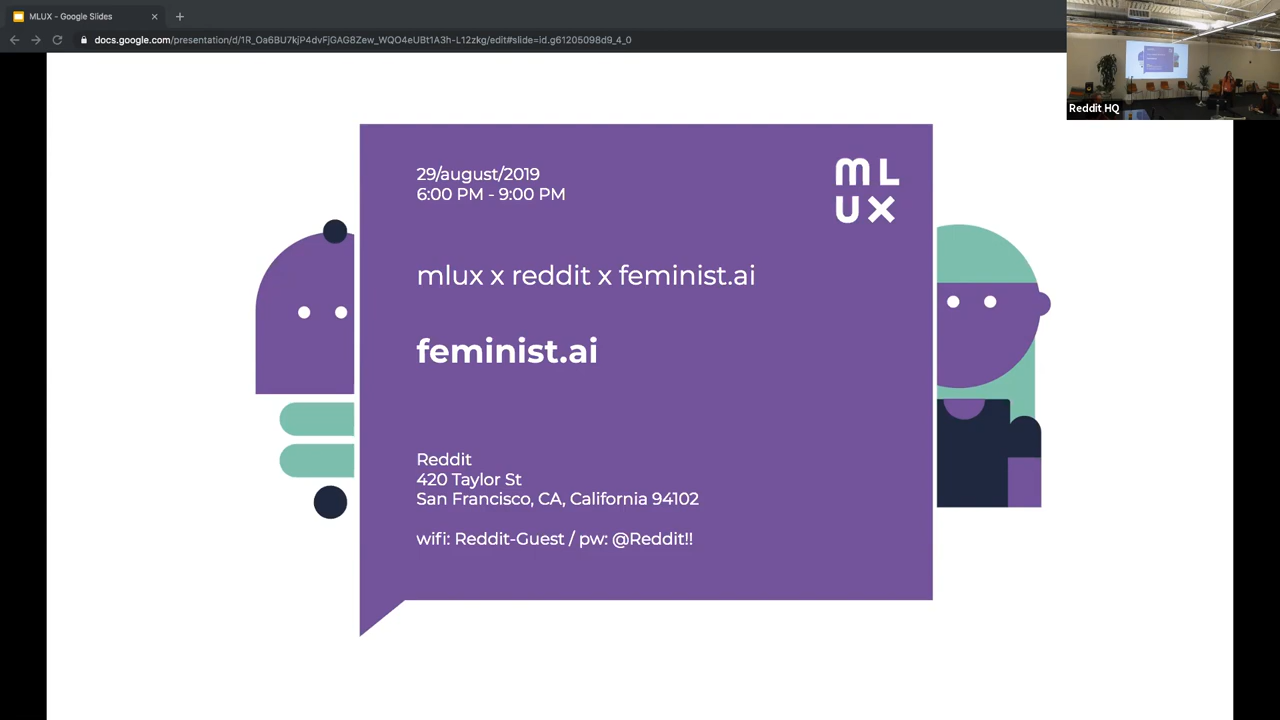 MLUX - Google Slides
docs.google.com/presentation/d/1R_Oa6BU7kjP4dvFjGAG8Zew_WQO4eUBt1A3h-L12zkg/edit#slide=id.g61205098d9_4_0
Reddit HQ
29/august/2019
6:00 PM - 9:00 PM
mL
UX
mlux x reddit x feminist.ai
feminist.ai
Reddit
420 Taylor St
San Francisco, CA, California 94102
wifi: Reddit-Guest / pw: @Reddit!!